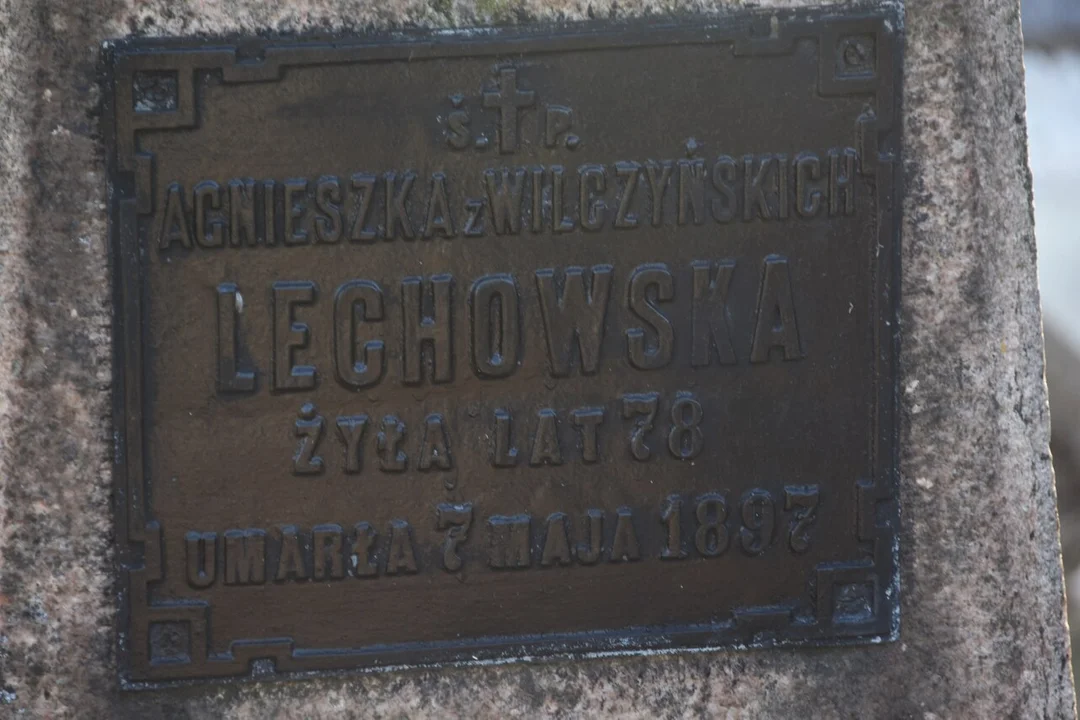 Ś. † P.
AGNIESZKA z WILCZYŃSKICH
LECHOWSKA
ŻYŁA LAT 78
UMARŁA 7 MAJA 1897